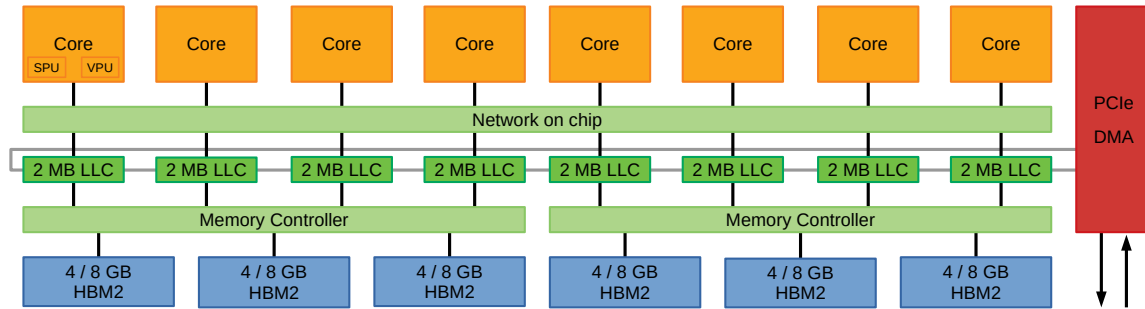 Core
SPU VPU
Core
Core
Core
Core
Core
Core
Core
PCIe
DMA
Network on chip
2 MB LLC
2 MB LLC
2 MB LLC
2 MB LLC
2 MB LLC
2 MB LLC
2 MB LLC
2 MB LLC
Memory Controller
Memory Controller
4 / 8 GB
HBM2
4 / 8 GB
HBM2
4 / 8 GB
HBM2
4 / 8 GB
HBM2
4 / 8 GB
HBM2
4 / 8 GB
HBM2